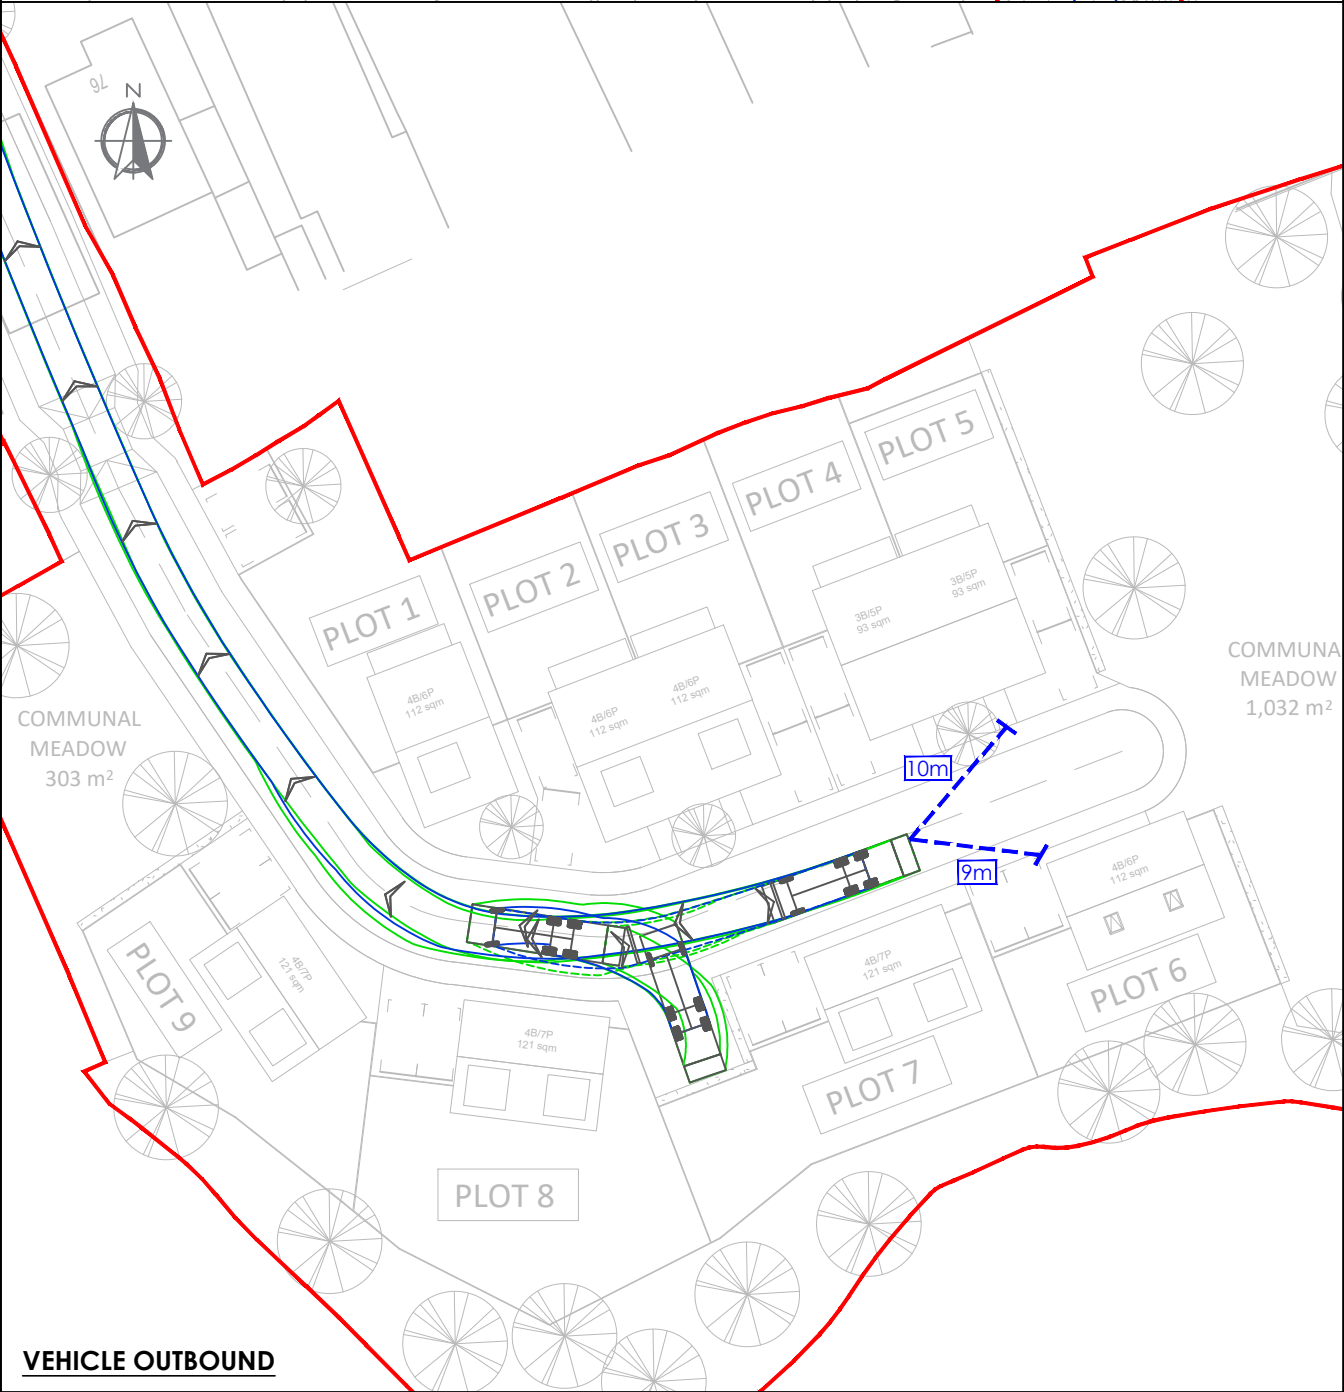 76
N
PLOT 5
PLOT 4
PLOT 3
PLOT 2
PLOT 1
3B/5P
93 sqm
3B/5P
93 sqm
4B/6P
112 sqm
4B/6P
112 sqm
4B/6P
112 sqm
COMMUNA
MEADOW
1,032 m²
COMMUNAL
MEADOW
303 m²
10m
9m
4B/6P
112 sqm
PLOT 6
4B/7P
121 sqm
PLOT 7
4B/7P
121 sqm
PLOT 9
4B/7P
121 sqm
PLOT 8
VEHICLE OUTBOUND